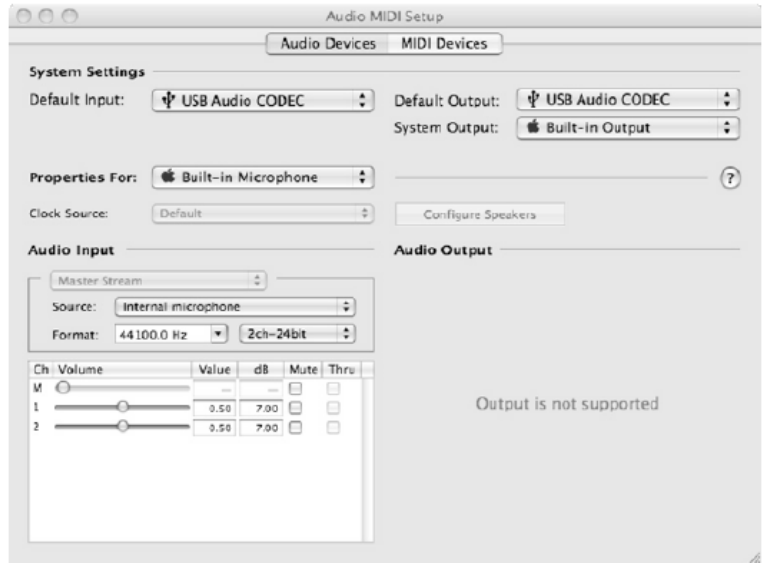 Audio MIDI Setup
Audio Devices MIDI Devices
System Settings
Default Input: USB Audio CODEC
Default Output: USB Audio CODEC
System Output: Built-in Output
Properties For: Built-in Microphone
?
Clock Source: Default
Configure Speakers
Audio Input
Audio Output
Master Stream
Source: Internal microphone
Format: 44100.0 Hz 2ch-24bit
Ch Volume Value dB Mute Thru
M — —
1 0.50 7.00
2 0.50 7.00
Output is not supported